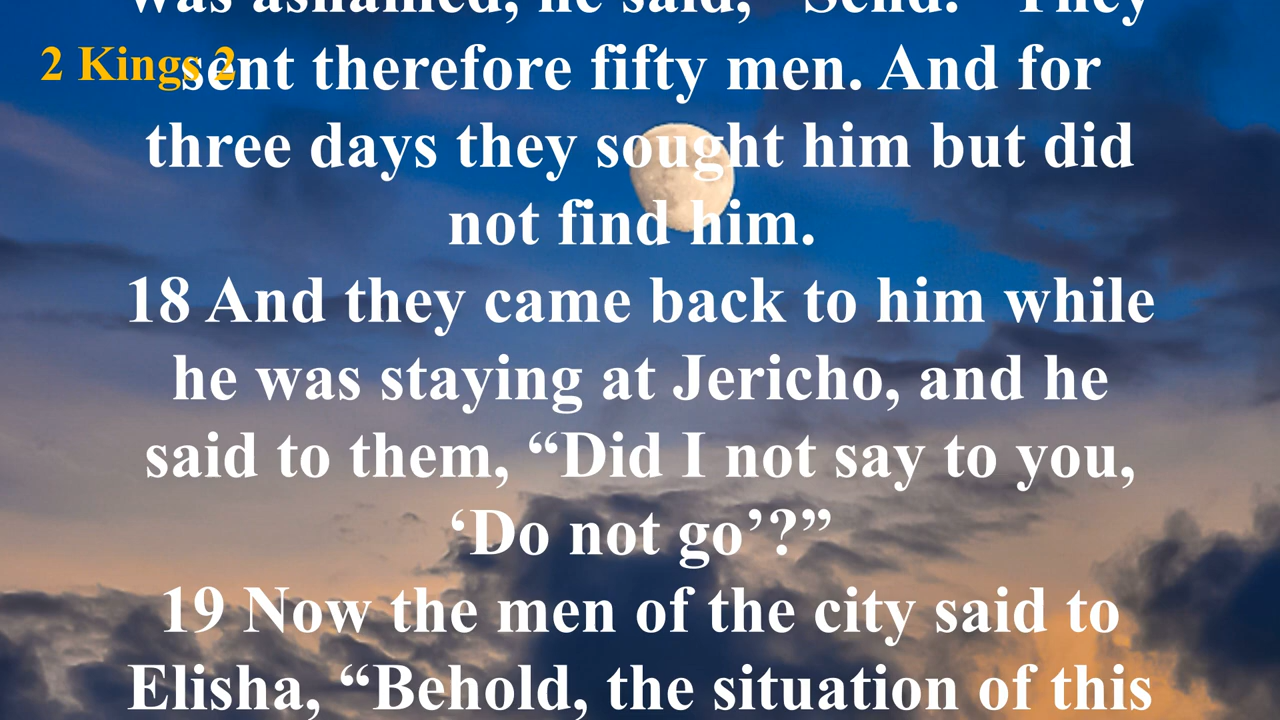 was ashamed, he said, “Send.” They
2 Kings 2
sent therefore fifty men. And for
three days they sought him but did
not find him.
18 And they came back to him while
he was staying at Jericho, and he
said to them, “Did I not say to you,
‘Do not go’?”
19 Now the men of the city said to
Elisha, “Behold, the situation of this